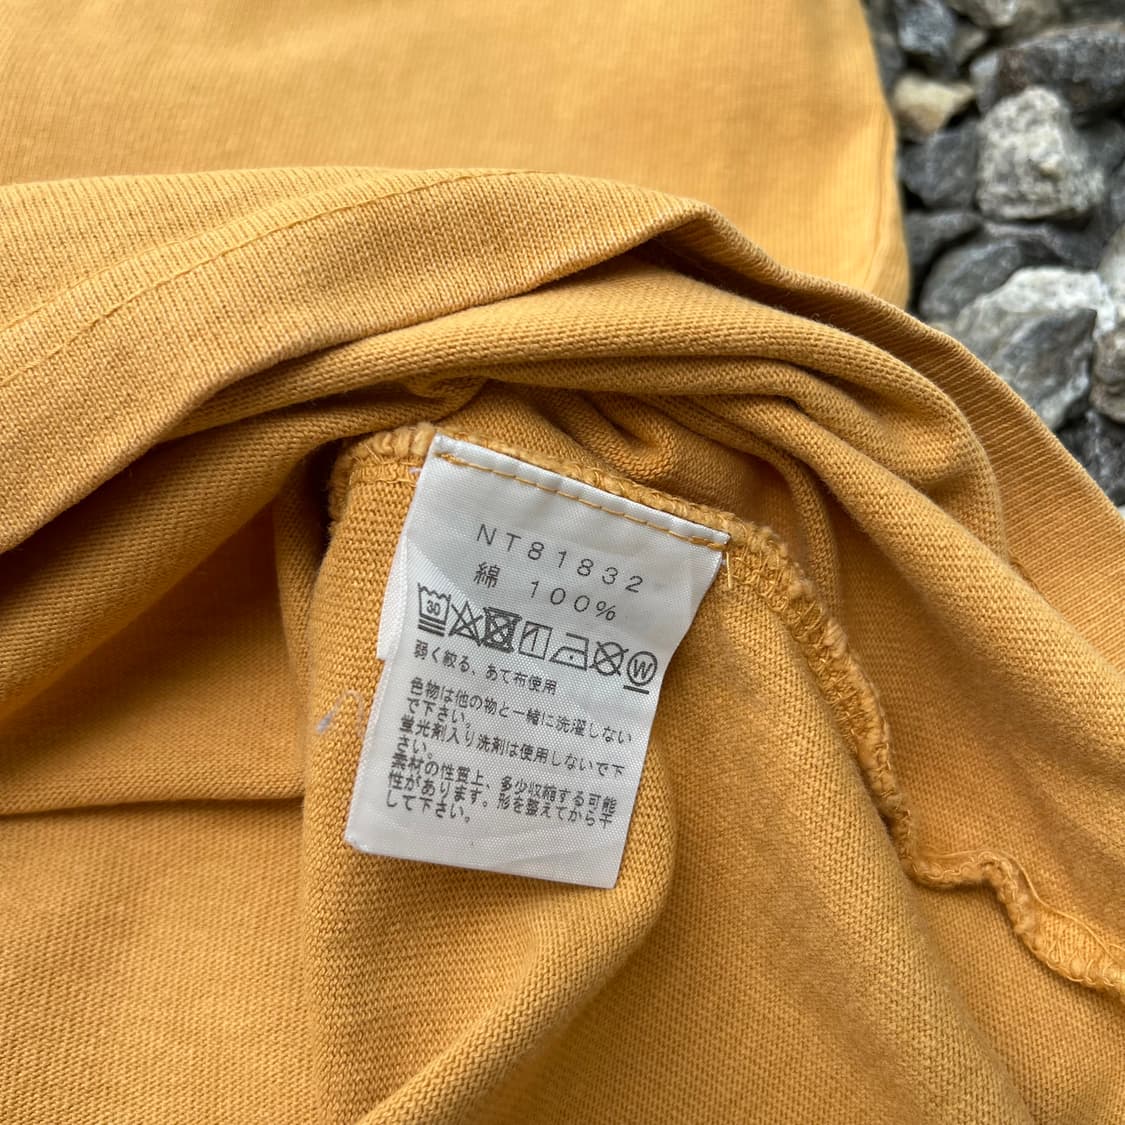 NT81832
綿 100%
30
W
弱く絞る、あて布使用
色物は他の物と一緒に洗濯しない
で下さい。
蛍光剤入り洗剤は使用しないで下
さい。
素材の性質上、多少収縮する可能
性があります。形を整えてから干
して下さい。